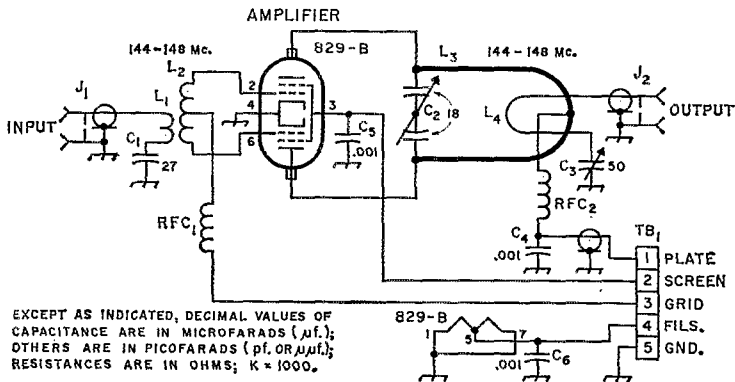 AMPLIFIER
144-148 Mc.
829-B
L3
144-148 Mc.
J1
L2
L1
2
4
6
3
C2 18
J2
INPUT
C1
27
C5
.001
L4
OUTPUT
C3 50
RFC1
RFC2
C4
.001
TB1
1 PLATE
2 SCREEN
3 GRID
4 FILS.
5 GND.
829-B
1 5 7
.001 C6
EXCEPT AS INDICATED, DECIMAL VALUES OF
CAPACITANCE ARE IN MICROFARADS (µf.);
OTHERS ARE IN PICOFARADS (pf. OR µµf.);
RESISTANCES ARE IN OHMS; K = 1000.